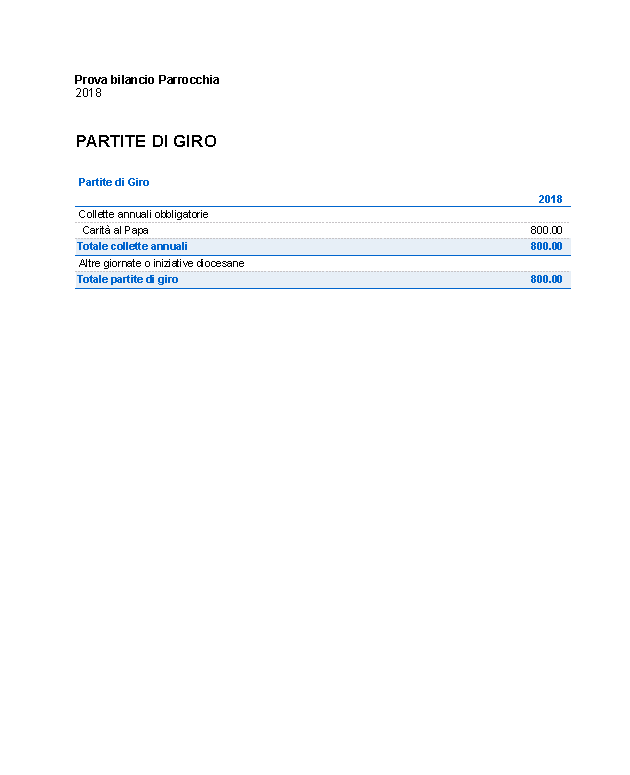 Prova bilancio Parrocchia
2018
PARTITE DI GIRO
Partite di Giro
2018
Collette annuali obbligatorie
Carità al Papa 800.00
Totale collette annuali 800.00
Altre giornate o iniziative diocesane
Totale partite di giro 800.00